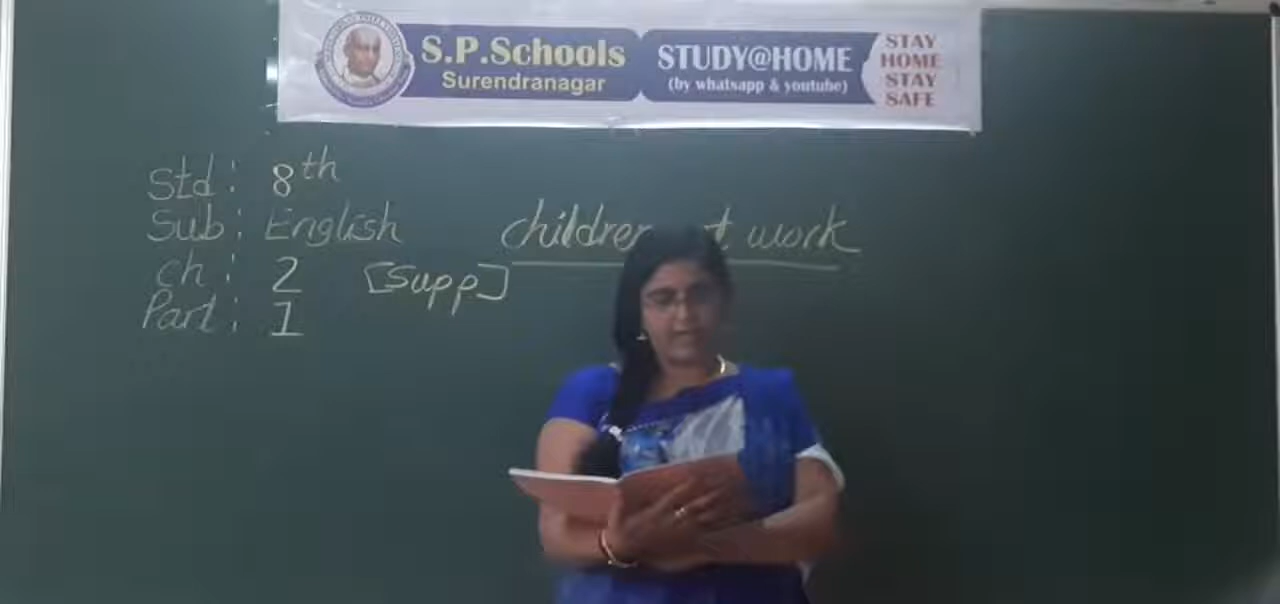 S.P.Schools
Surendranagar
STUDY@HOME
(by whatsapp & youtube)
STAY
HOME
STAY
SAFE
Std: 8th
Sub: English
ch: 2 [Supp]
Part: 1
children t work